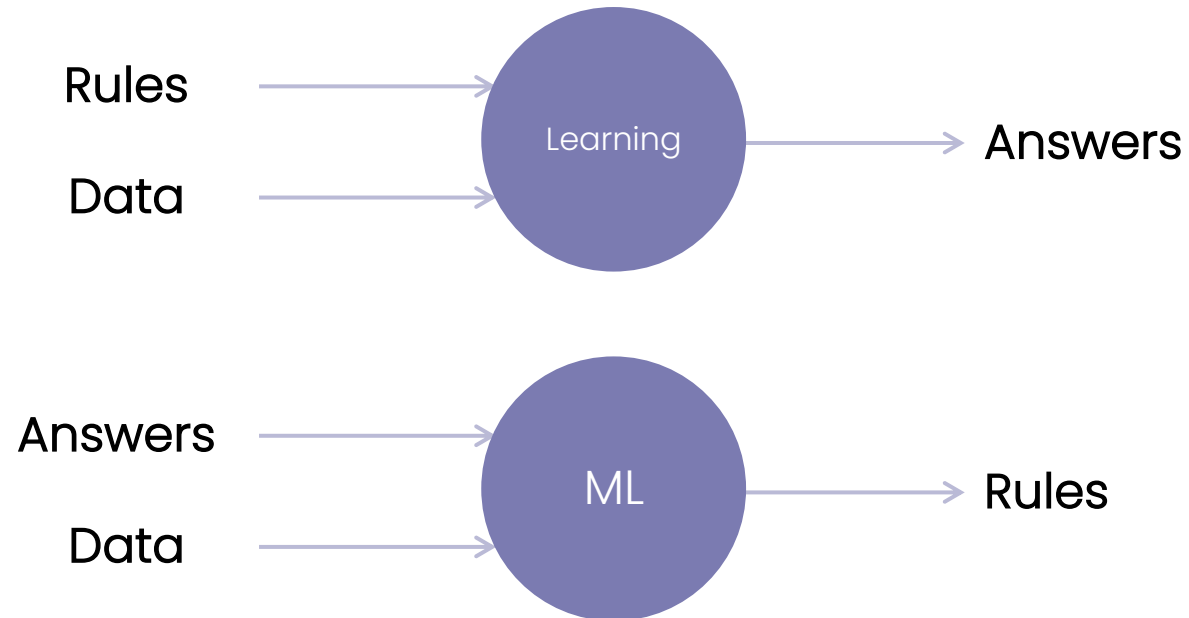 Rules
Data
Learning
Answers
Answers
Data
ML
Rules